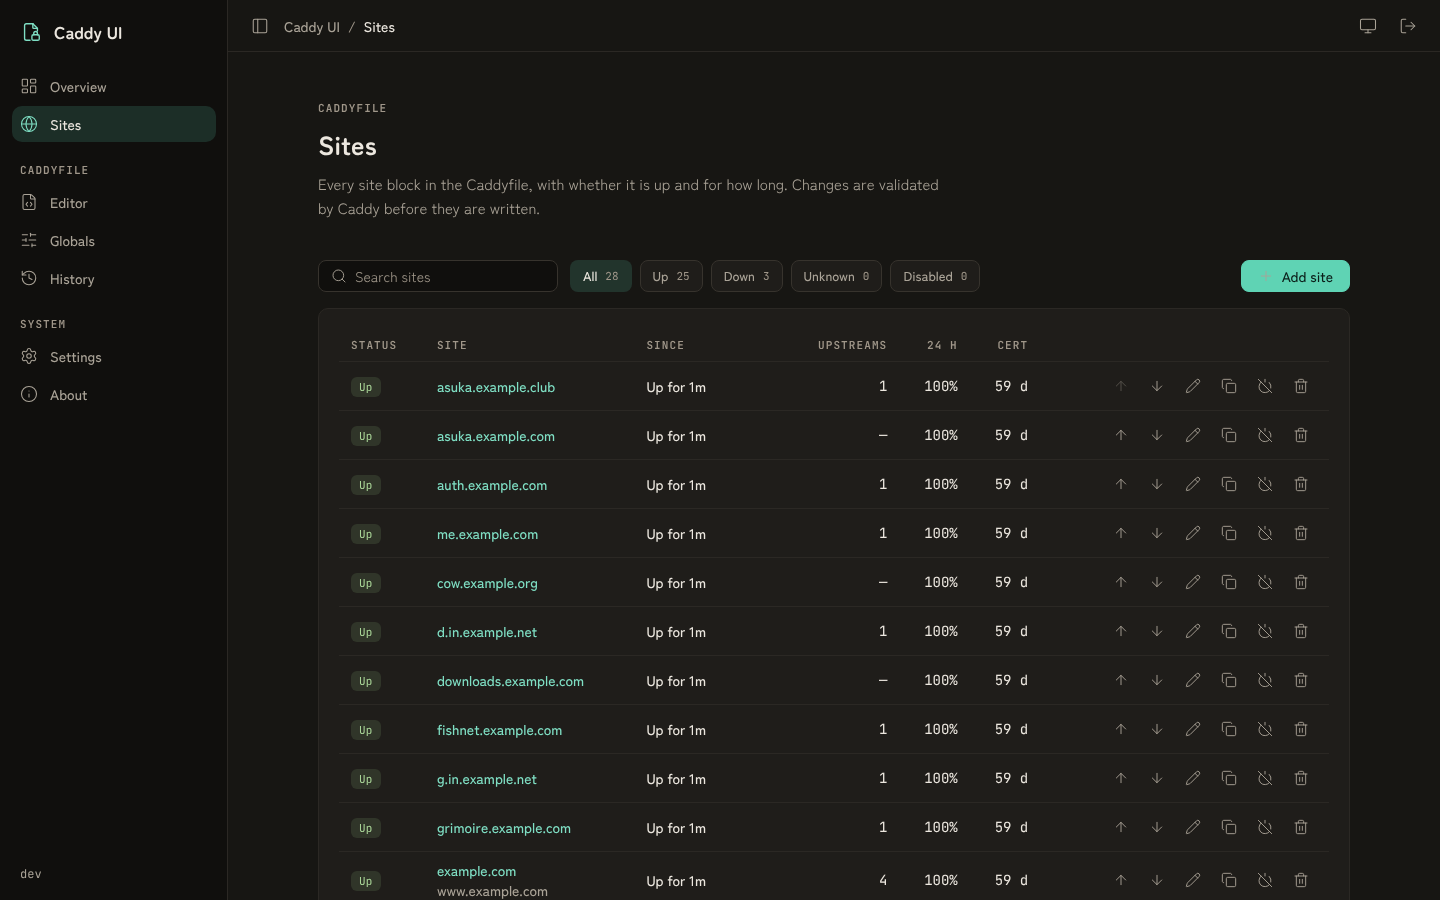 Caddy UI
Caddy UI / Sites
Overview
Sites
CADDYFILE
Editor
Globals
History
SYSTEM
Settings
About
dev
CADDYFILE
Sites
Every site block in the Caddyfile, with whether it is up and for how long. Changes are validated
by Caddy before they are written.
Search sites
All 28
Up 25
Down 3
Unknown 0
Disabled 0
Add site
STATUS SITE SINCE UPSTREAMS 24 H CERT
Up asuka.example.club Up for 1m 1 100% 59 d
Up asuka.example.com Up for 1m — 100% 59 d
Up auth.example.com Up for 1m 1 100% 59 d
Up me.example.com Up for 1m 1 100% 59 d
Up cow.example.org Up for 1m — 100% 59 d
Up d.in.example.net Up for 1m 1 100% 59 d
Up downloads.example.com Up for 1m — 100% 59 d
Up fishnet.example.com Up for 1m 1 100% 59 d
Up g.in.example.net Up for 1m 1 100% 59 d
Up grimoire.example.com Up for 1m 1 100% 59 d
Up example.com Up for 1m 4 100% 59 d
www.example.com